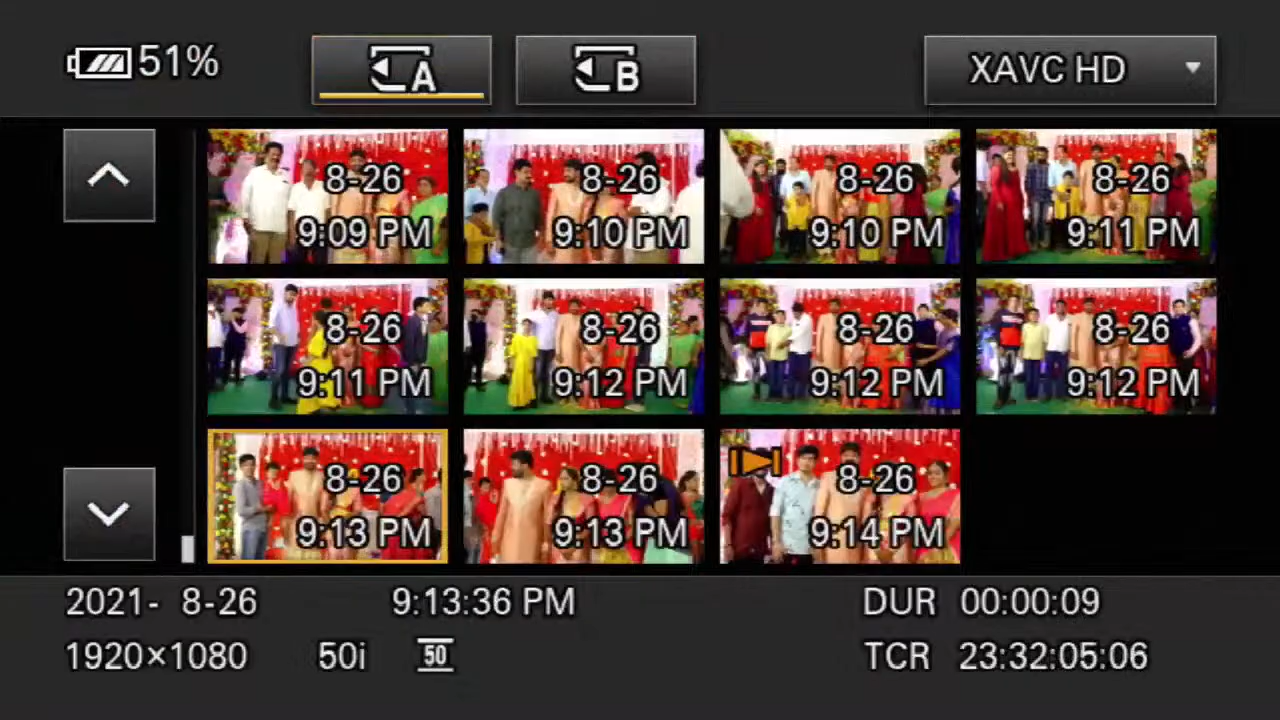 51%
A
B
XAVC HD
8-26
9:09 PM
8-26
9:10 PM
8-26
9:10 PM
8-26
9:11 PM
8-26
9:11 PM
8-26
9:12 PM
8-26
9:12 PM
8-26
9:12 PM
8-26
9:13 PM
8-26
9:13 PM
8-26
9:14 PM
2021- 8-26 9:13:36 PM DUR 00:00:09
1920×1080 50i 50 TCR 23:32:05:06